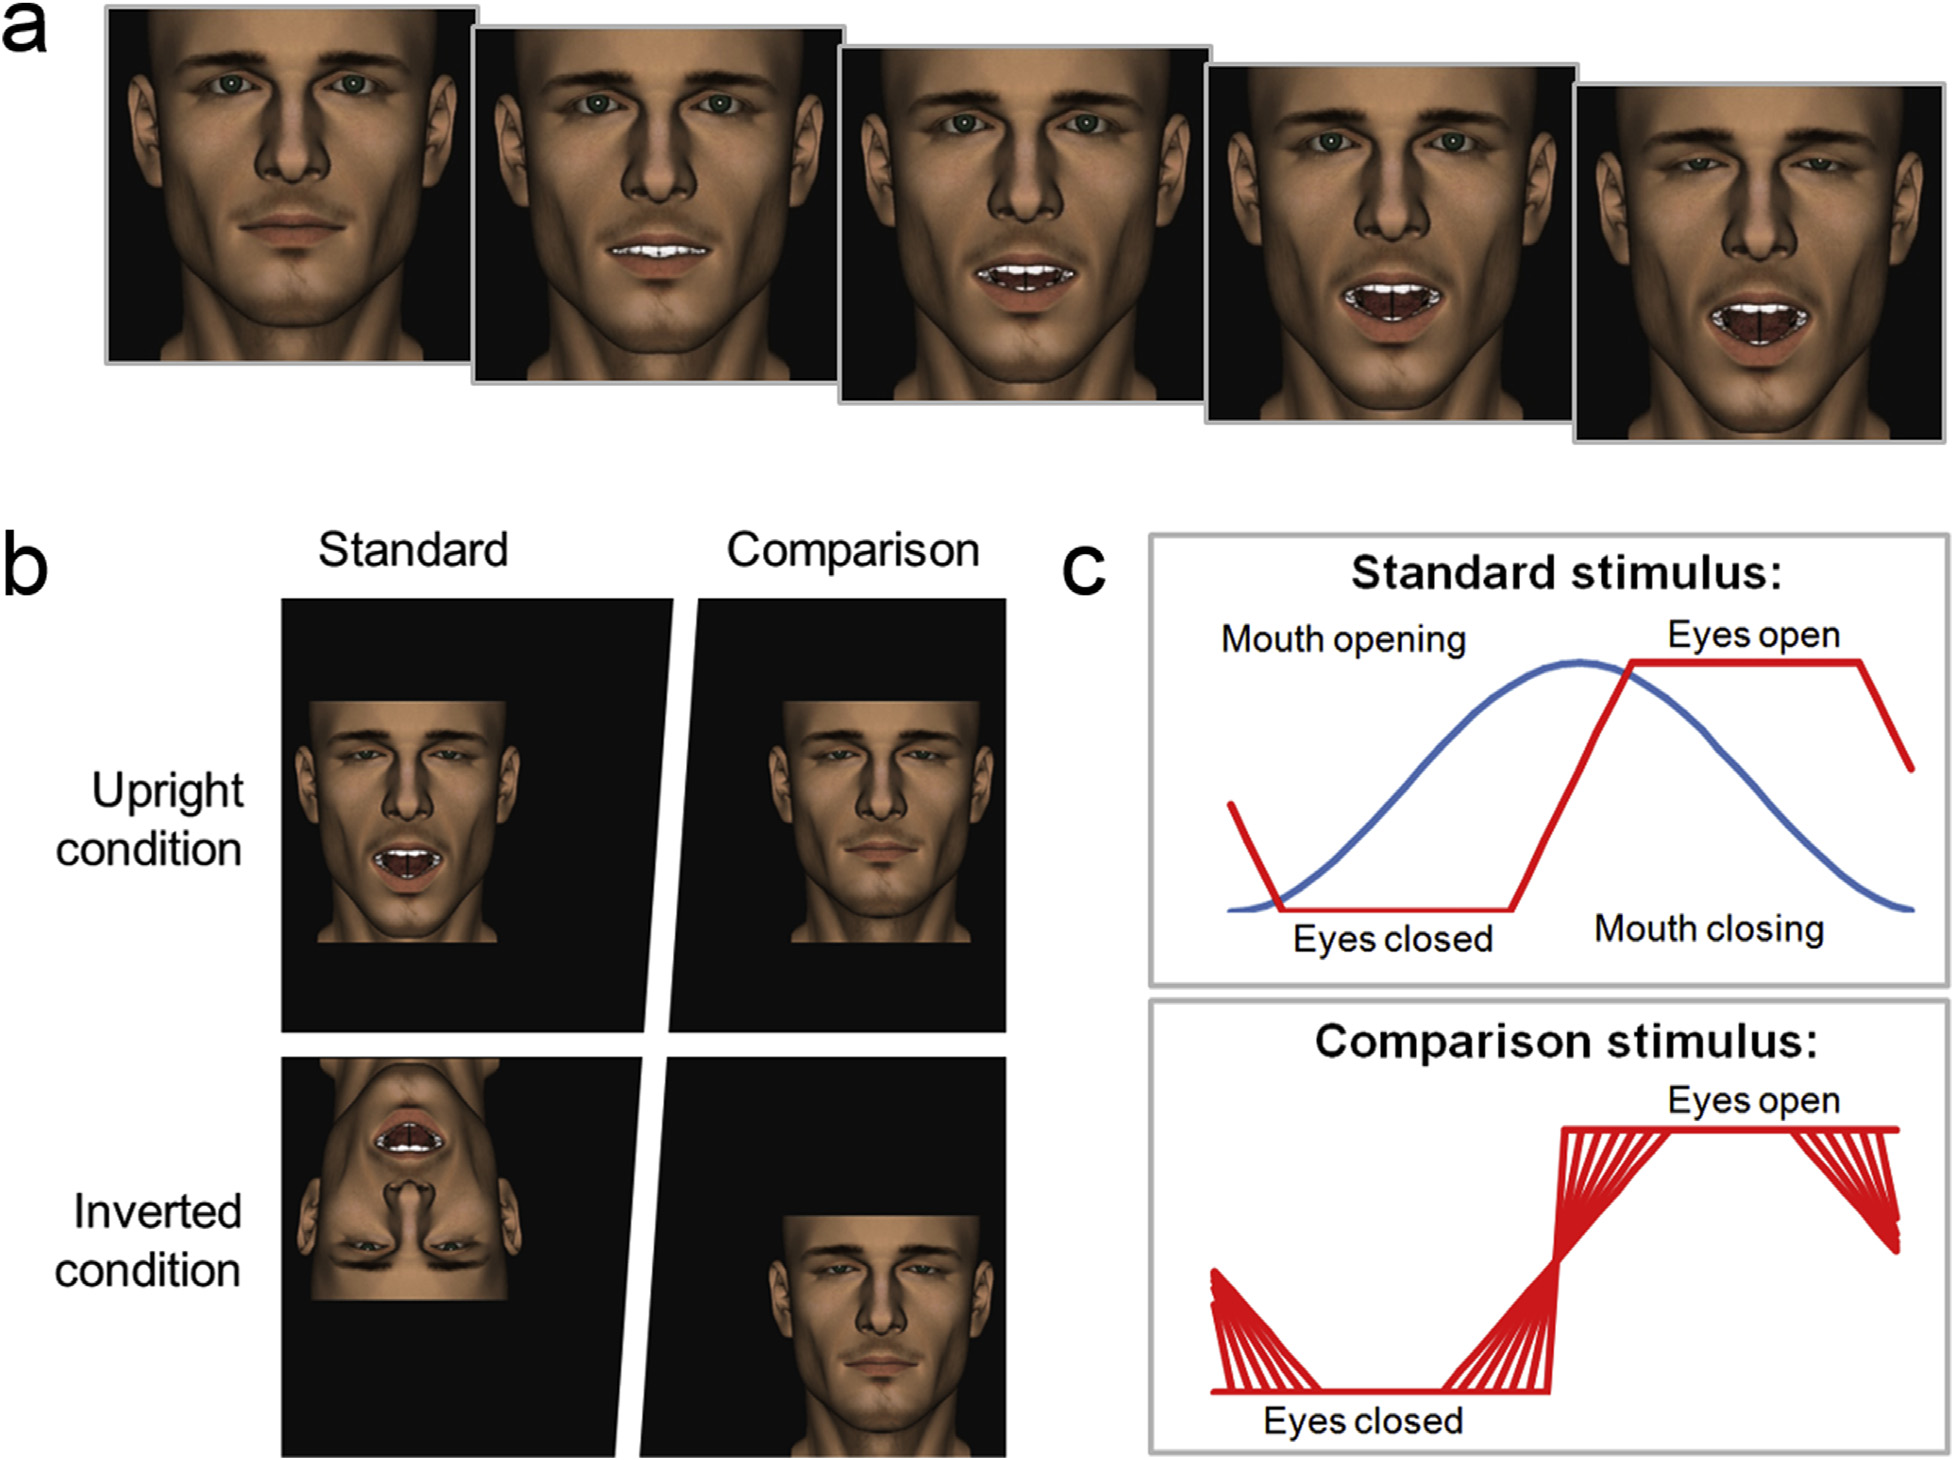 a
b
Standard
Comparison
Upright
condition
Inverted
condition
c
Standard stimulus:
Mouth opening
Eyes open
Eyes closed
Mouth closing
Comparison stimulus:
Eyes open
Eyes closed